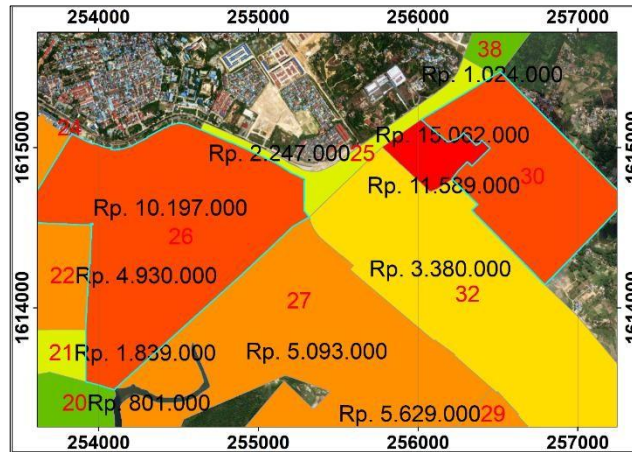 254000 255000 256000 257000
38
Rp. 1.024.000
24
1615000
Rp. 15.062.000
1615000
Rp. 2.247.000 25
Rp. 11.589.000 30
Rp. 10.197.000
26
22 Rp. 4.930.000
Rp. 3.380.000
32
27
1614000
1614000
21 Rp. 1.839.000
Rp. 5.093.000
20 Rp. 801.000
Rp. 5.629.000 29
254000 255000 256000 257000